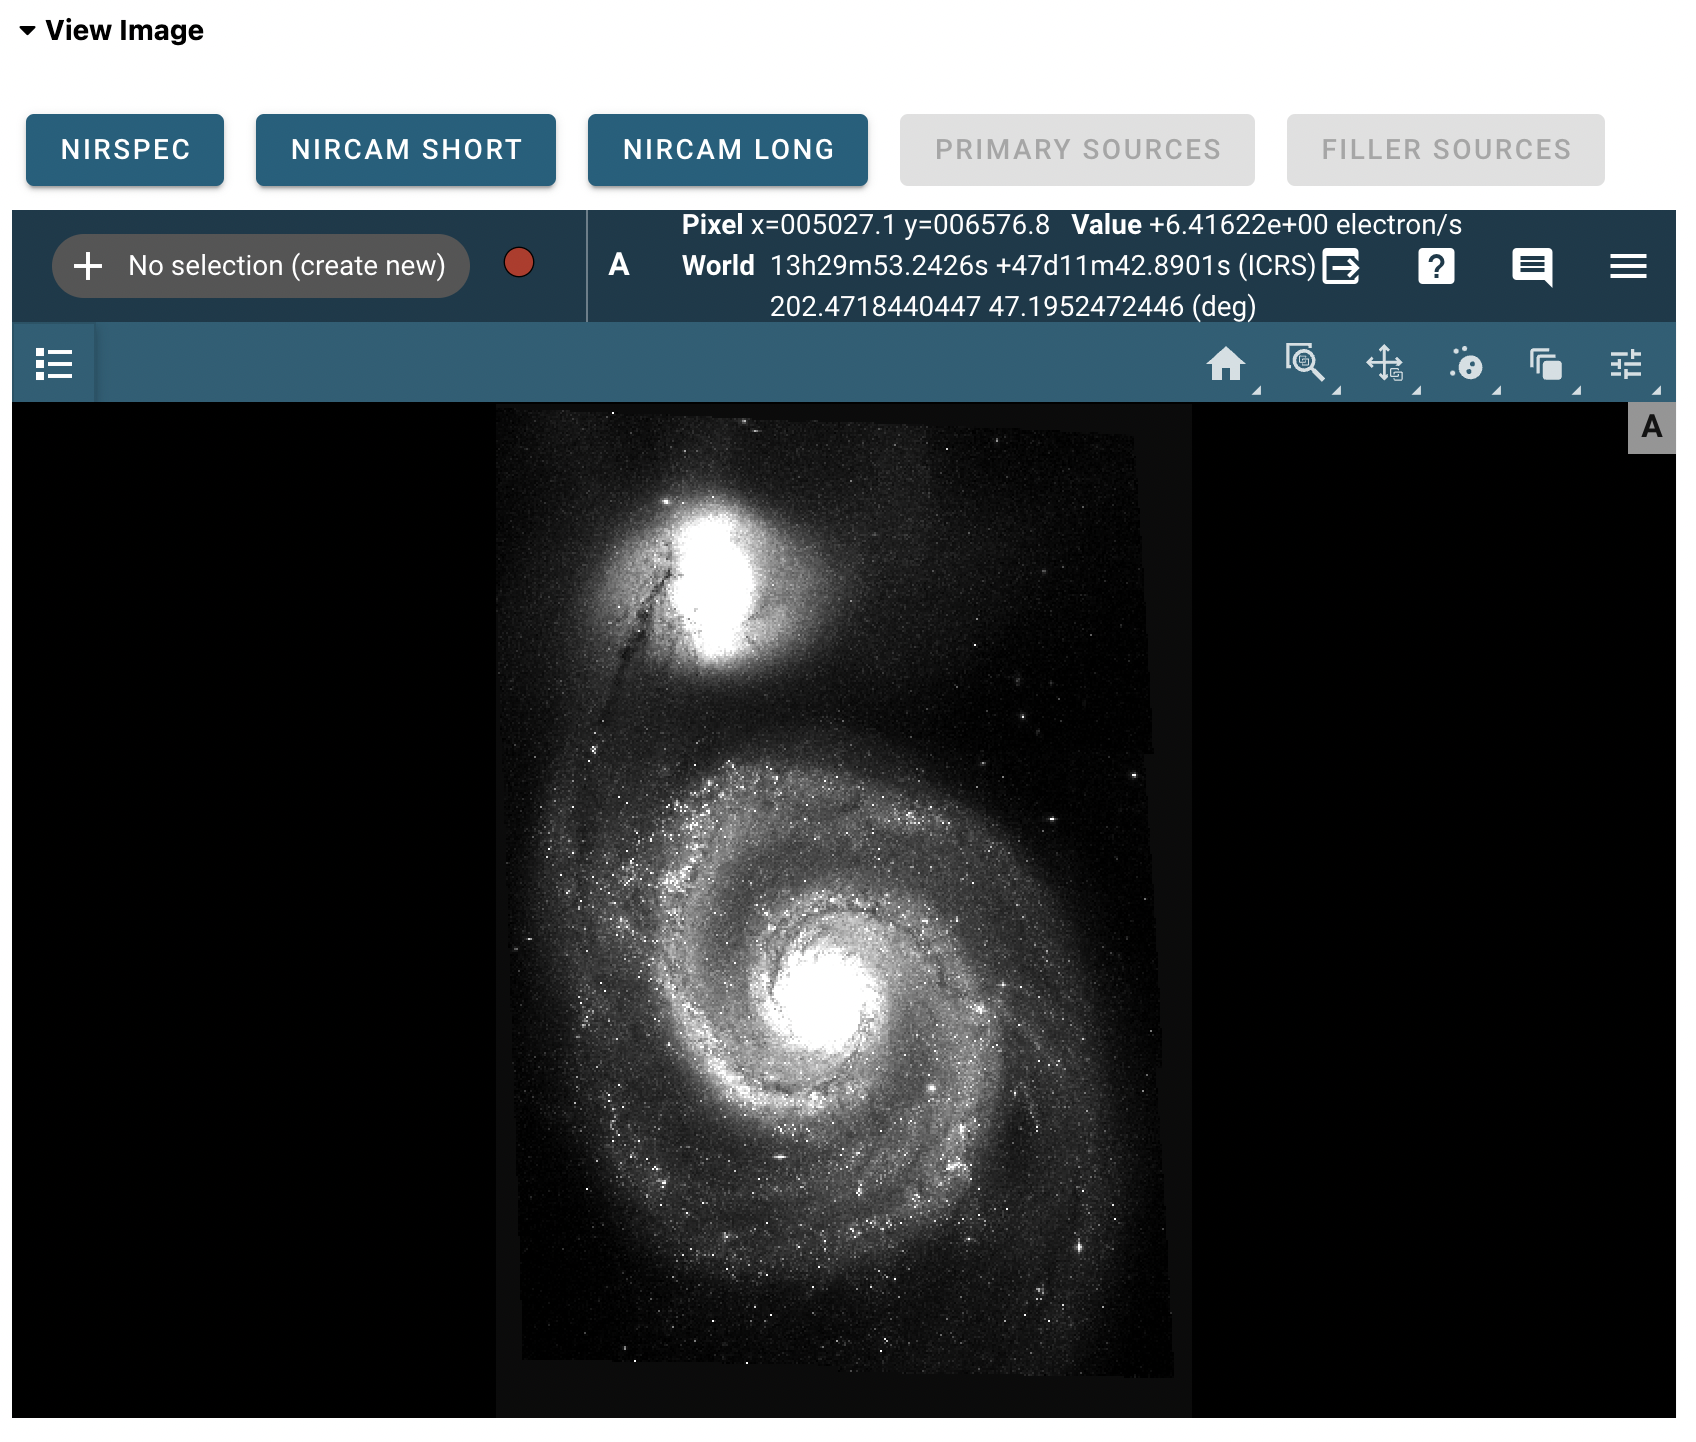 View Image
NIRSPEC
NIRCAM SHORT
NIRCAM LONG
PRIMARY SOURCES
FILLER SOURCES
No selection (create new)
A
Pixel x=005027.1 y=006576.8 Value +6.41622e+00 electron/s
World 13h29m53.2426s +47d11m42.8901s (ICRS)
202.4718440447 47.1952472446 (deg)
?
A